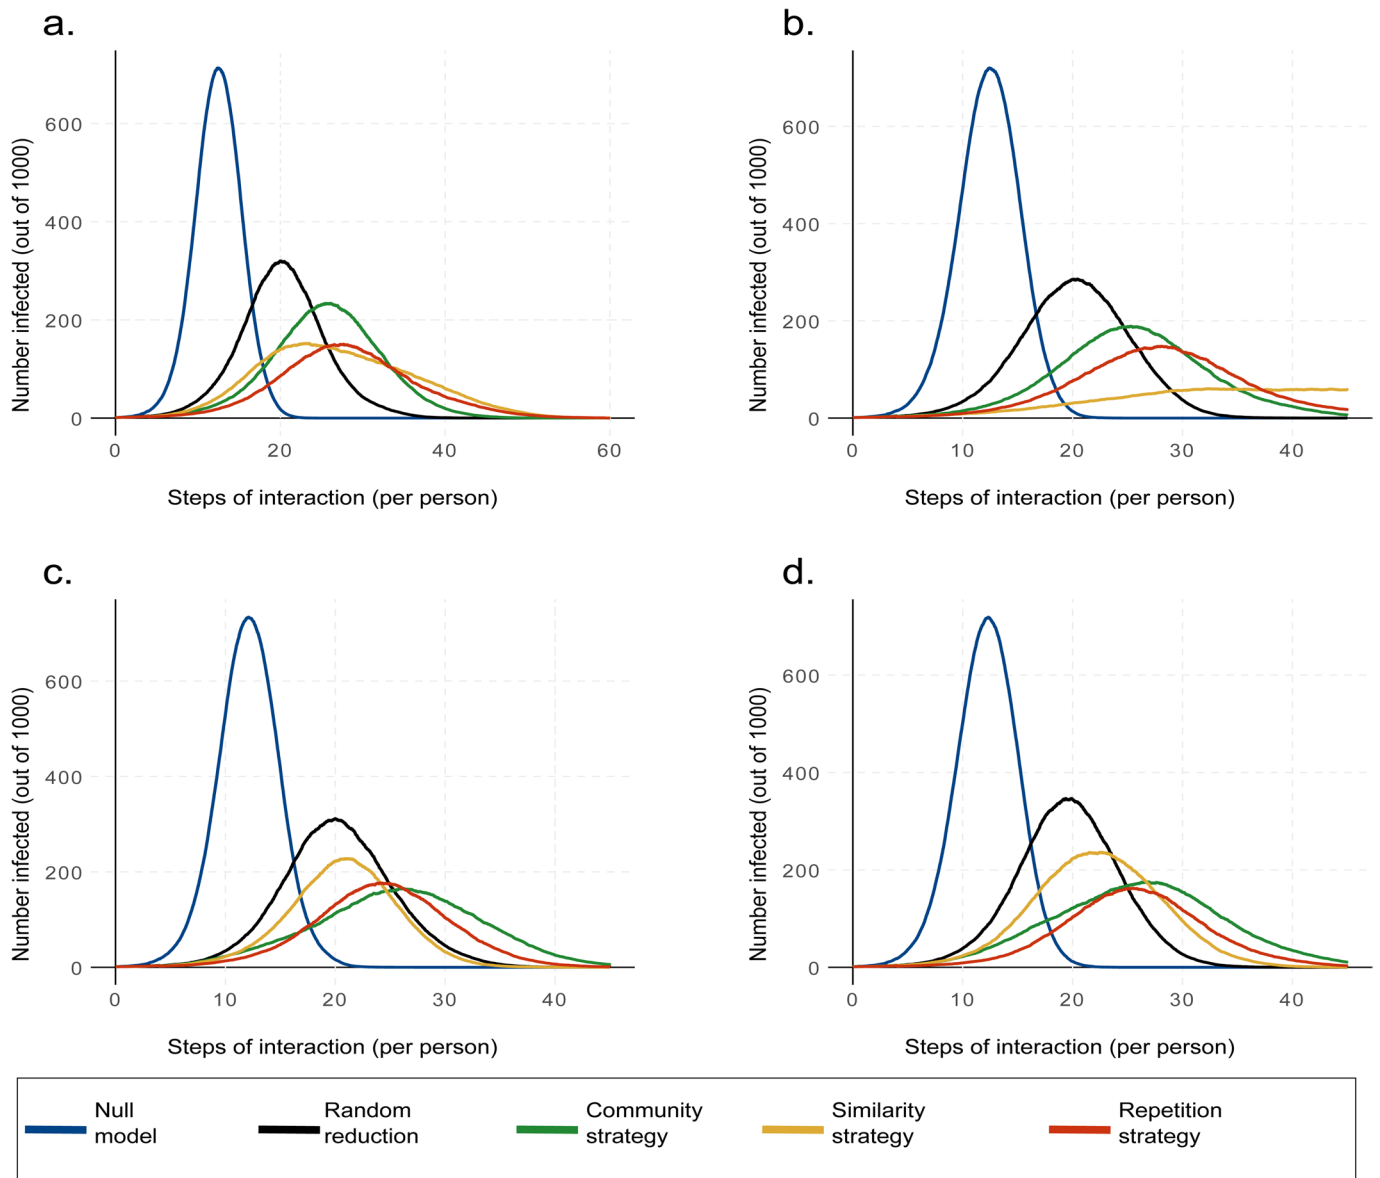 a.
Number infected (out of 1000)
600
400
200
0
0 20 40 60
Steps of interaction (per person)
b.
Number infected (out of 1000)
600
400
200
0
0 10 20 30 40
Steps of interaction (per person)
c.
Number infected (out of 1000)
600
400
200
0
0 10 20 30 40
Steps of interaction (per person)
d.
Number infected (out of 1000)
600
400
200
0
0 10 20 30 40
Steps of interaction (per person)
Null
model
Random
reduction
Community
strategy
Similarity
strategy
Repetition
strategy